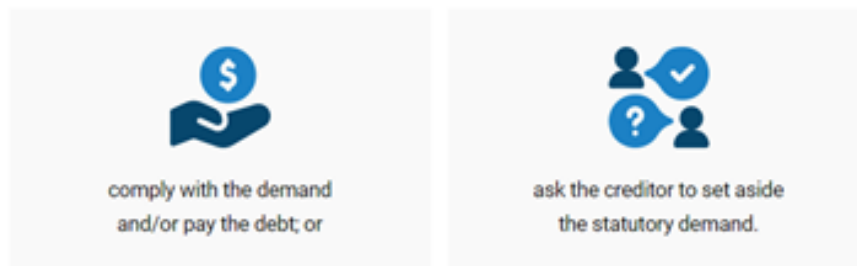 $
?
comply with the demand
and/or pay the debt; or
ask the creditor to set aside
the statutory demand.